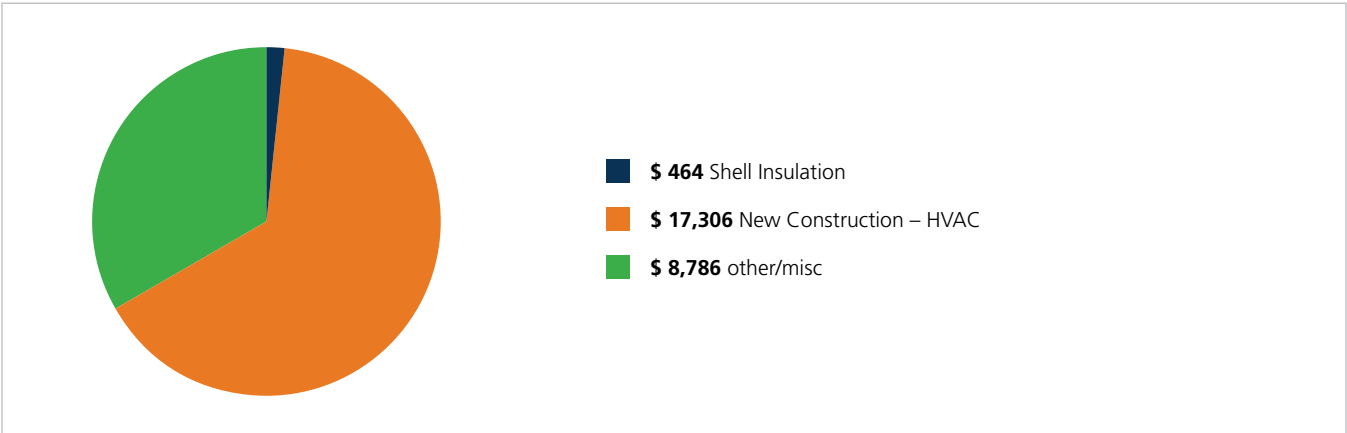 $ 464 Shell Insulation
$ 17,306 New Construction – HVAC
$ 8,786 other/misc